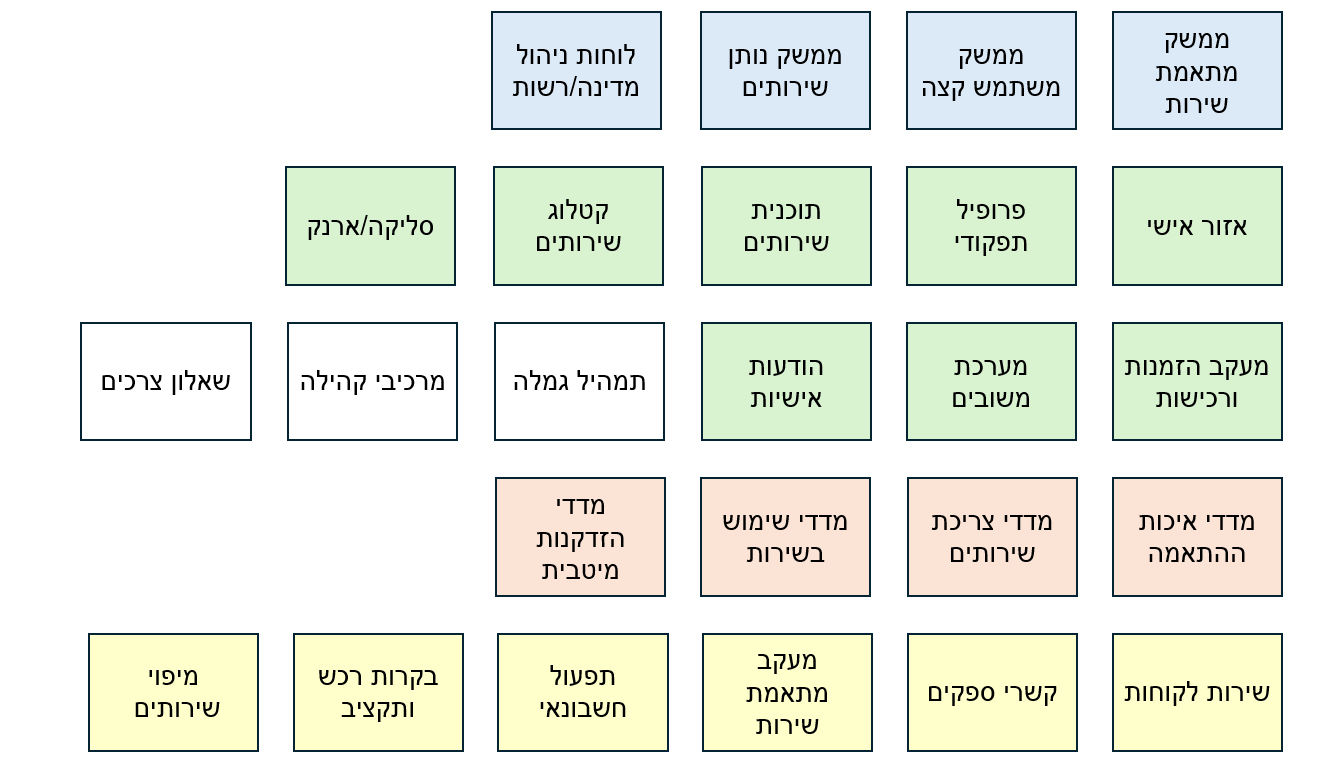 ממשק
מתאמת
שירות
ממשק
משתמש קצה
ממשק נותן
שירותים
לוחות ניהול
מדינה/רשות
אזור אישי
פרופיל
תפקודי
תוכנית
שירותים
קטלוג
שירותים
סליקה/ארנק
מעקב הזמנות
ורכישות
מערכת
משובים
הודעות
אישיות
תמהיל גמלה
מרכיבי קהילה
שאלון צרכים
מדדי איכות
ההתאמה
מדדי צריכת
שירותים
מדדי שימוש
בשירות
מדדי
הזדקנות
מיטבית
שירות לקוחות
קשרי ספקים
מעקב
מתאמת
שירות
תפעול
חשבונאי
בקרות רכש
ותקציב
מיפוי
שירותים